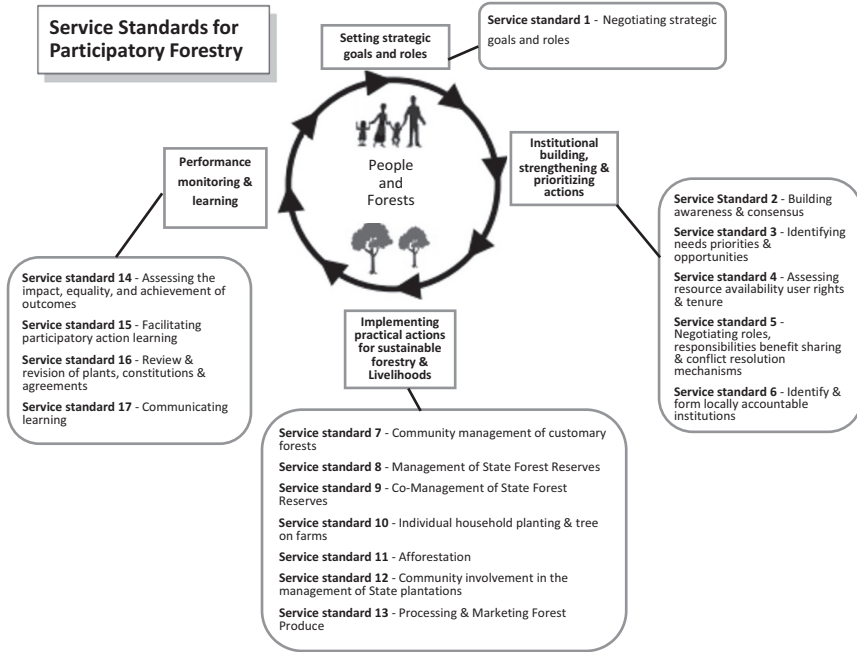 Service Standards for
Participatory Forestry
Setting strategic
goals and roles
Service standard 1 - Negotiating strategic
goals and roles
People
and
Forests
Institutional
building,
strengthening &
prioritizing
actions
Service Standard 2 - Building
awareness & consensus
Service standard 3 - Identifying
needs priorities &
opportunities
Service standard 4 - Assessing
resource availability user rights
& tenure
Service standard 5 -
Negotiating roles,
responsibilities benefit sharing
& conflict resolution
mechanisms
Service standard 6 - Identify &
form locally accountable
institutions
Implementing
practical actions
for sustainable
forestry &
Livelihoods
Service standard 7 - Community management of customary
forests
Service standard 8 - Management of State Forest Reserves
Service standard 9 - Co-Management of State Forest
Reserves
Service standard 10 - Individual household planting & tree
on farms
Service standard 11 - Afforestation
Service standard 12 - Community involvement in the
management of State plantations
Service standard 13 - Processing & Marketing Forest
Produce
Performance
monitoring &
learning
Service standard 14 - Assessing the
impact, equality, and achievement of
outcomes
Service standard 15 - Facilitating
participatory action learning
Service standard 16 - Review &
revision of plants, constitutions &
agreements
Service standard 17 - Communicating
learning